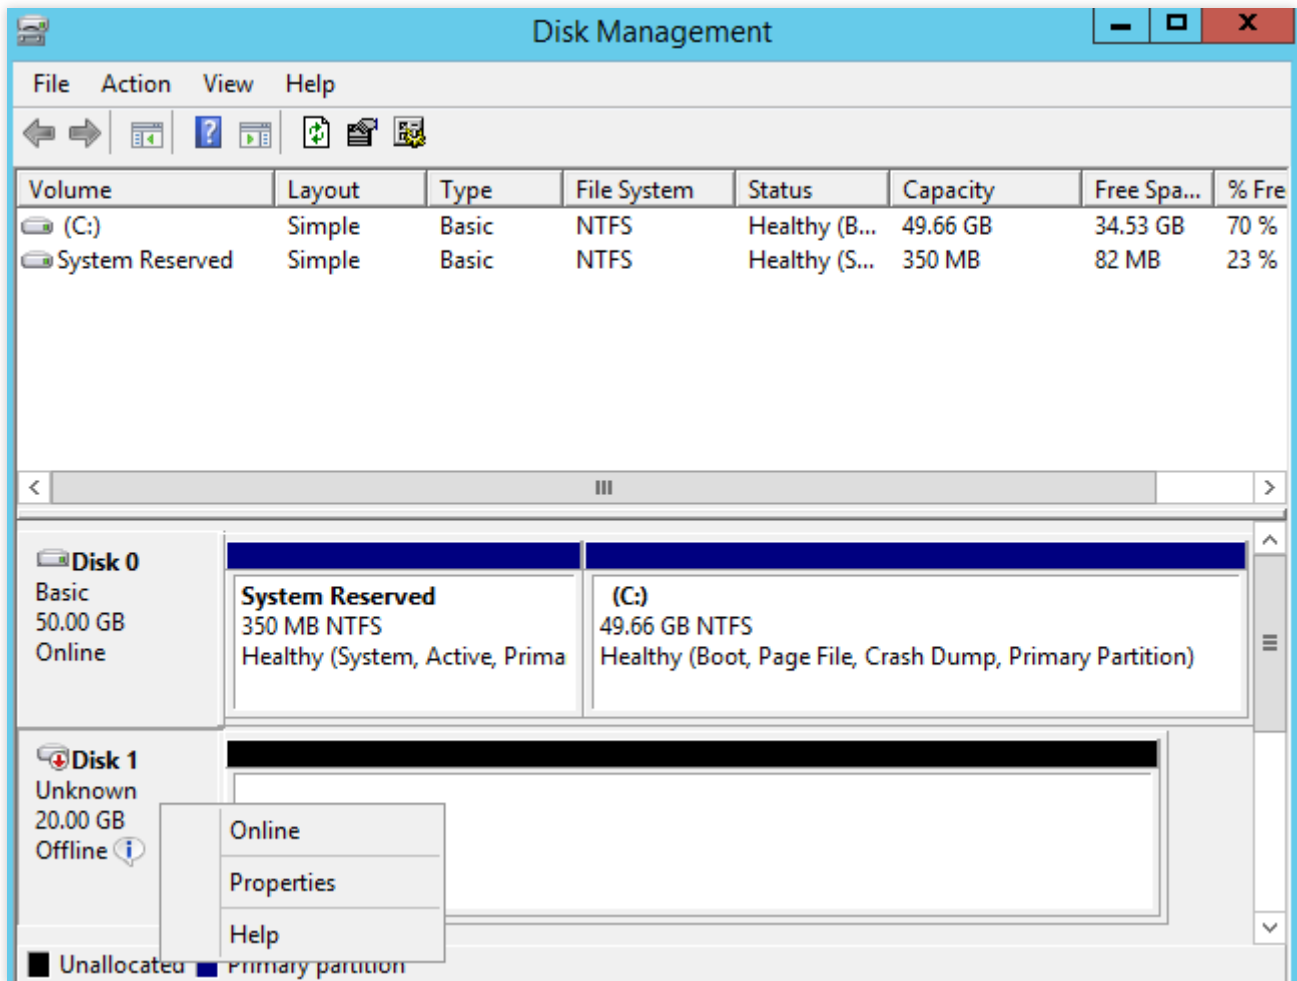 Disk Management
File Action View Help
Volume Layout Type File System Status Capacity Free Spa... % Fre
(C:) Simple Basic NTFS Healthy (B... 49.66 GB 34.53 GB 70 %
System Reserved Simple Basic NTFS Healthy (S... 350 MB 82 MB 23 %
Disk 0
Basic
50.00 GB
Online
System Reserved
350 MB NTFS
Healthy (System, Active, Prima
(C:)
49.66 GB NTFS
Healthy (Boot, Page File, Crash Dump, Primary Partition)
Disk 1
Unknown
20.00 GB
Offline
Online
Properties
Help
Unallocated Primary partition